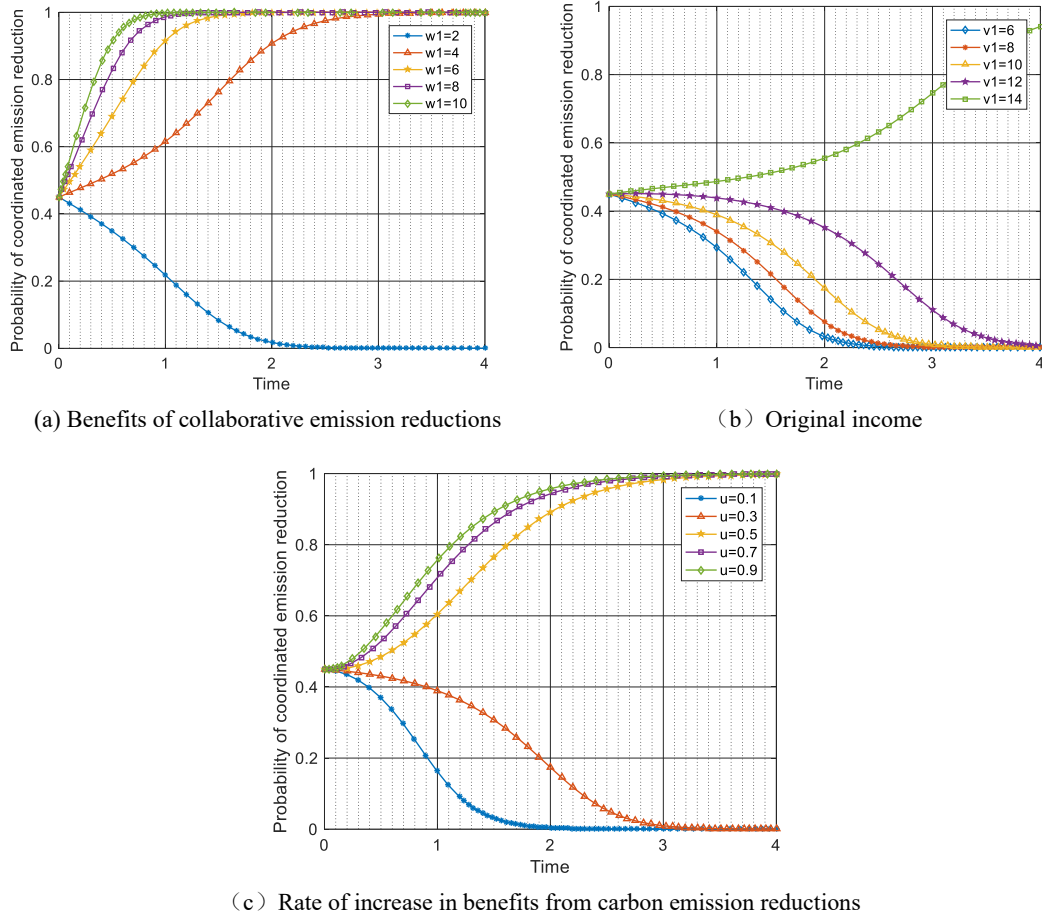 Probability of coordinated emission reduction
1
0.8
0.6
0.4
0.2
0
0
1
2
3
4
Time
w1=2
w1=4
w1=6
w1=8
w1=10
(a) Benefits of collaborative emission reductions
Probability of coordinated emission reduction
1
0.8
0.6
0.4
0.2
0
0
1
2
3
4
Time
v1=6
v1=8
v1=10
v1=12
v1=14
（b）Original income
Probability of coordinated emission reduction
1
0.8
0.6
0.4
0.2
0
0
1
2
3
4
Time
u=0.1
u=0.3
u=0.5
u=0.7
u=0.9
（c）Rate of increase in benefits from carbon emission reductions